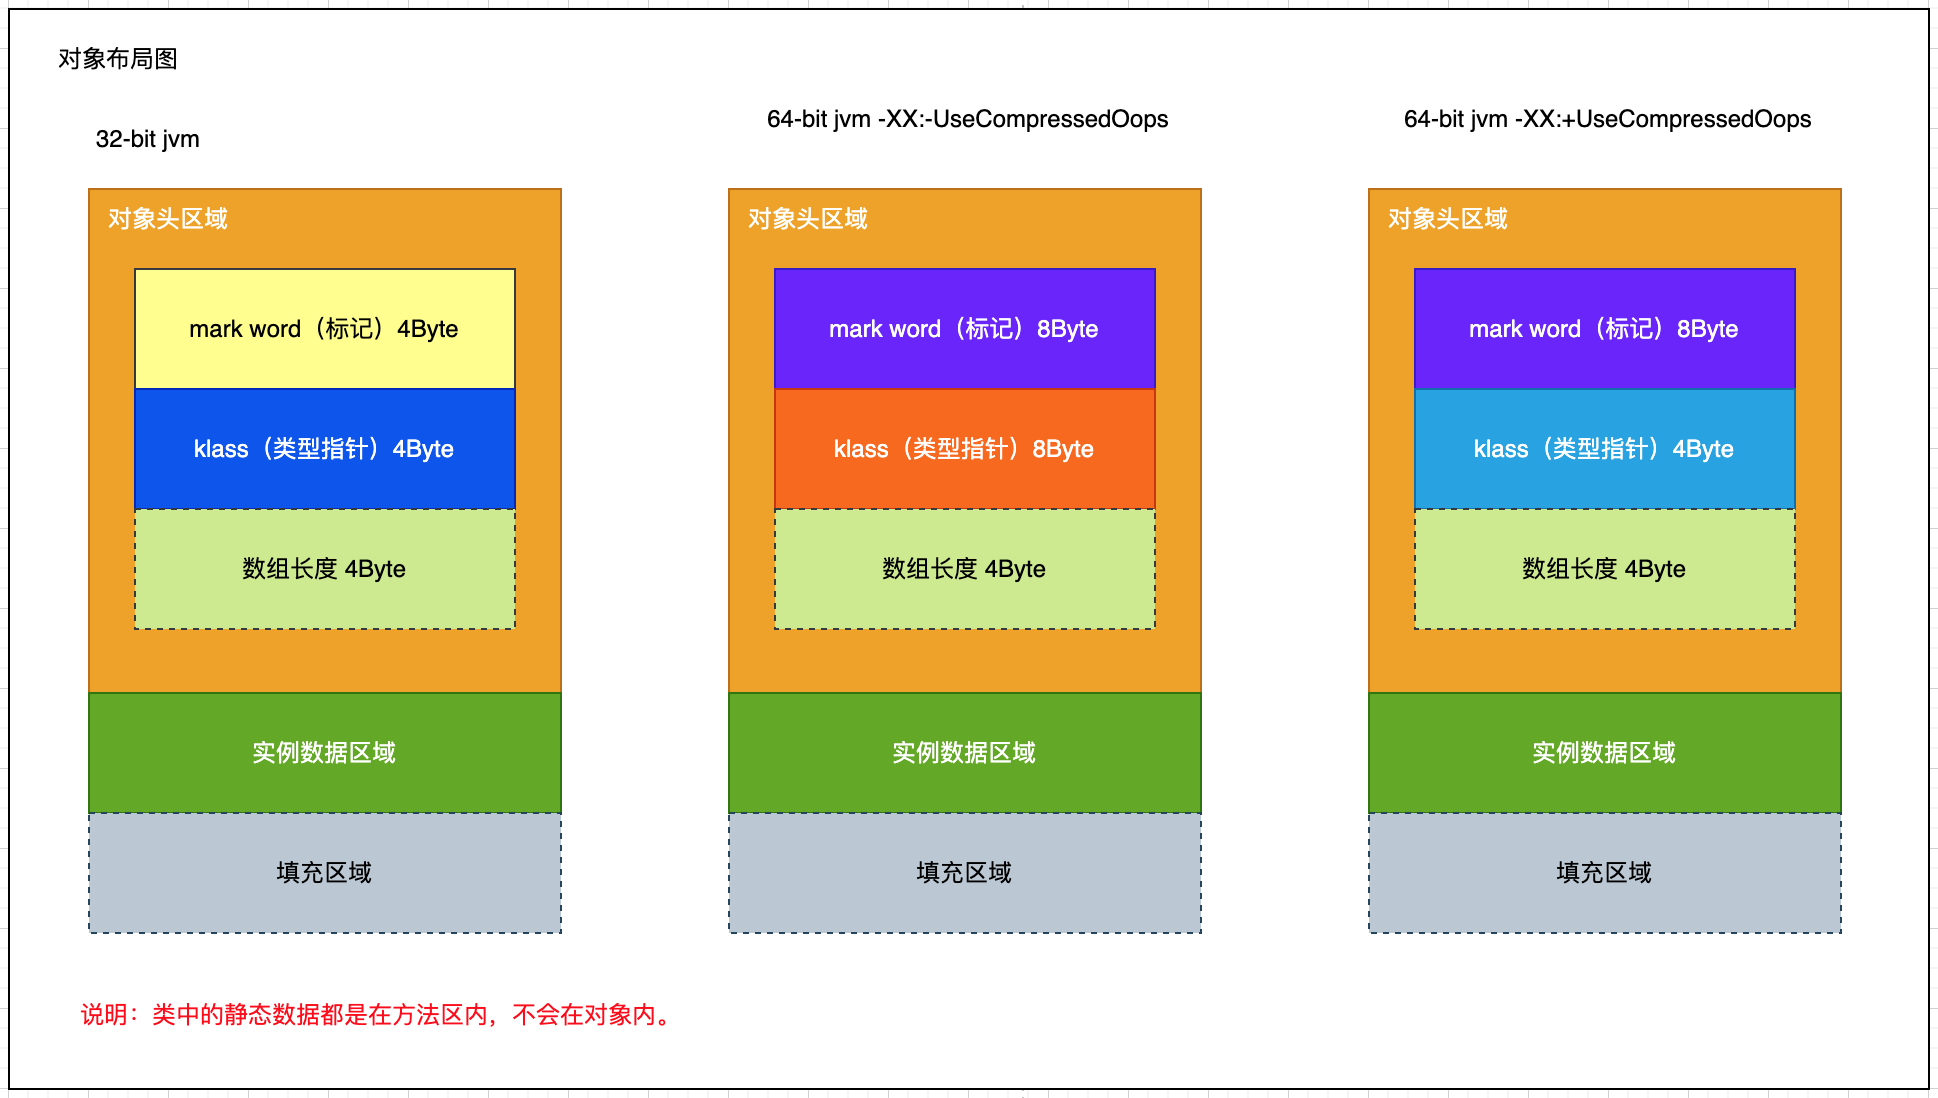 对象布局图
32-bit jvm
对象头区域
mark word（标记）4Byte
klass（类型指针）4Byte
数组长度 4Byte
实例数据区域
填充区域
64-bit jvm -XX:-UseCompressedOops
对象头区域
mark word（标记）8Byte
klass（类型指针）8Byte
数组长度 4Byte
实例数据区域
填充区域
64-bit jvm -XX:+UseCompressedOops
对象头区域
mark word（标记）8Byte
klass（类型指针）4Byte
数组长度 4Byte
实例数据区域
填充区域
说明：类中的静态数据都是在方法区内，不会在对象内。